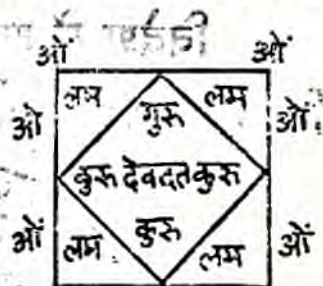 ओं ओं
लम लम
ओं गुरु ओं
कुरु देवदत कुरु
ओं कुरु ओं
लम लम